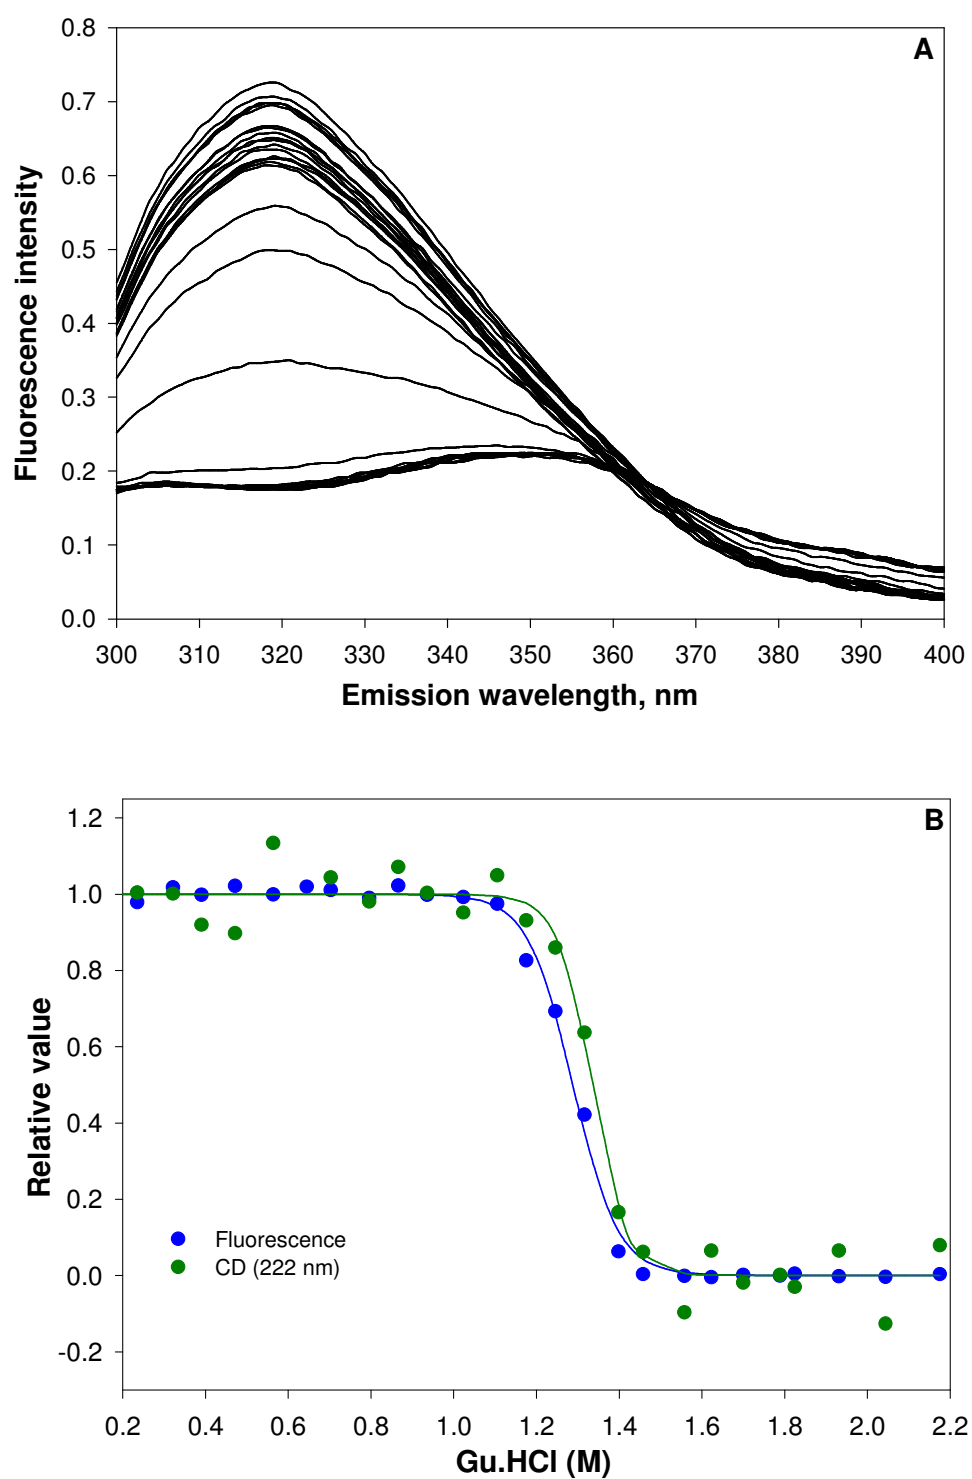 A
0.8
0.7
0.6
0.5
0.4
0.3
0.2
0.1
0.0
Fluorescence intensity
300 310 320 330 340 350 360 370 380 390 400
Emission wavelength, nm
B
1.2
1.0
0.8
0.6
0.4
0.2
0.0
-0.2
Relative value
Fluorescence
CD (222 nm)
0.2 0.4 0.6 0.8 1.0 1.2 1.4 1.6 1.8 2.0 2.2
Gu.HCl (M)